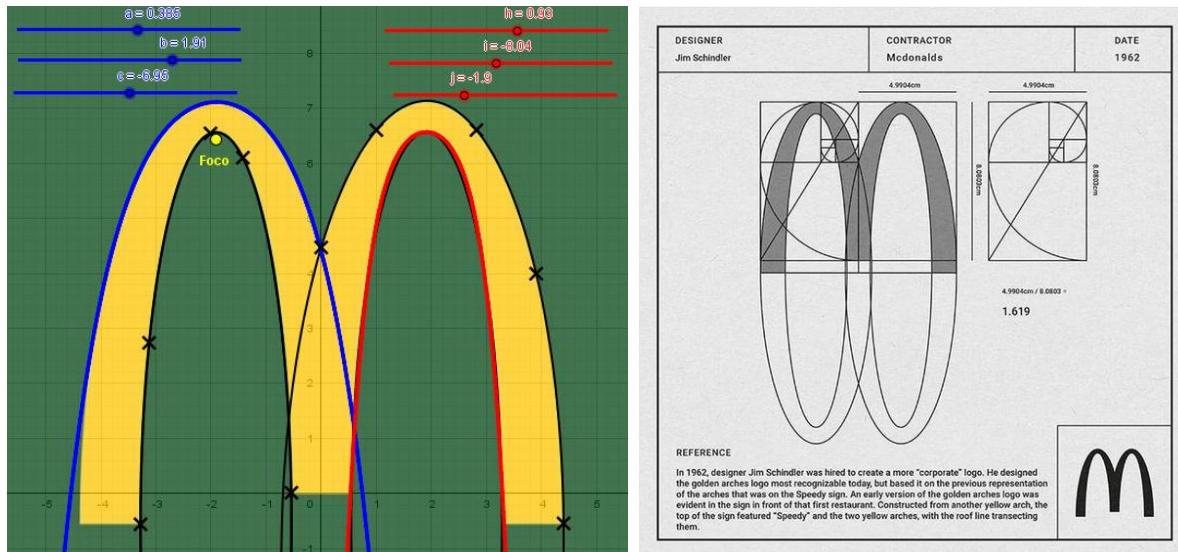 a = 0.385
b = 1.91
c = -6.95
h = 0.93
i = -8.04
j = -1.9
Foco
8
7
6
4
3
2
1
-1
-5
-4
-3
-2
-1
0
1
2
3
4
5
DESIGNER
Jim Schindler
CONTRACTOR
Mcdonalds
DATE
1962
4.9904cm
4.9904cm
8.0803cm
8.0803cm
4.9904cm / 8.0803 =
1.619
REFERENCE
In 1962, designer Jim Schindler was hired to create a more "corporate" logo. He designed
the golden arches logo most recognizable today, but based it on the previous representation
of the arches that was on the Speedy sign. An early version of the golden arches logo was
evident in the sign in front of that first restaurant. Constructed from another yellow arch, the
top of the sign featured "Speedy" and the two yellow arches, with the roof line transecting
them.